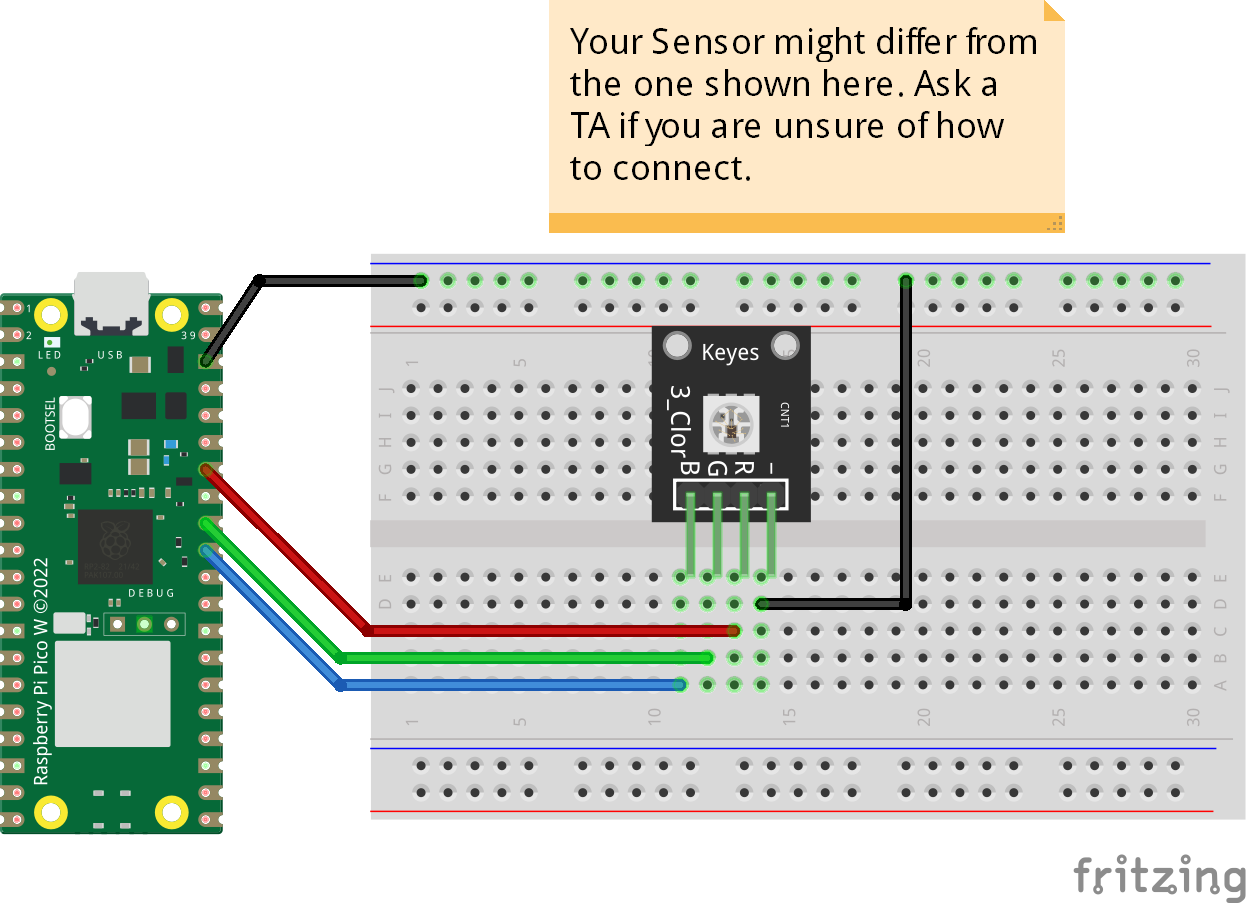 Your Sensor might differ from
the one shown here. Ask a
TA if you are unsure of how
to connect.
1
2
39
LED
USB
BOOTSEL
DEBUG
Raspberry Pi Pico W ©2022
1
5
20
25
30
J
I
H
G
F
J
I
H
G
F
Keyes
3_Clor
CNT1
B G R -
E
D
C
B
A
E
D
C
B
A
1
5
10
15
20
25
30
fritzing